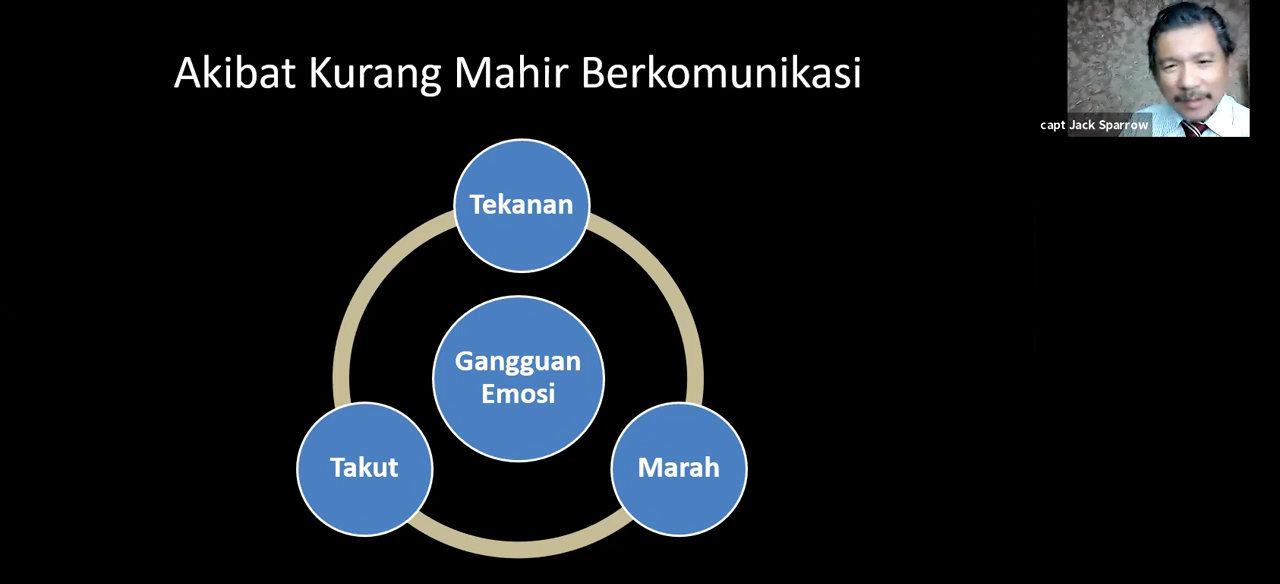 Akibat Kurang Mahir Berkomunikasi
capt Jack Sparrow
Tekanan
Gangguan
Emosi
Takut
Marah